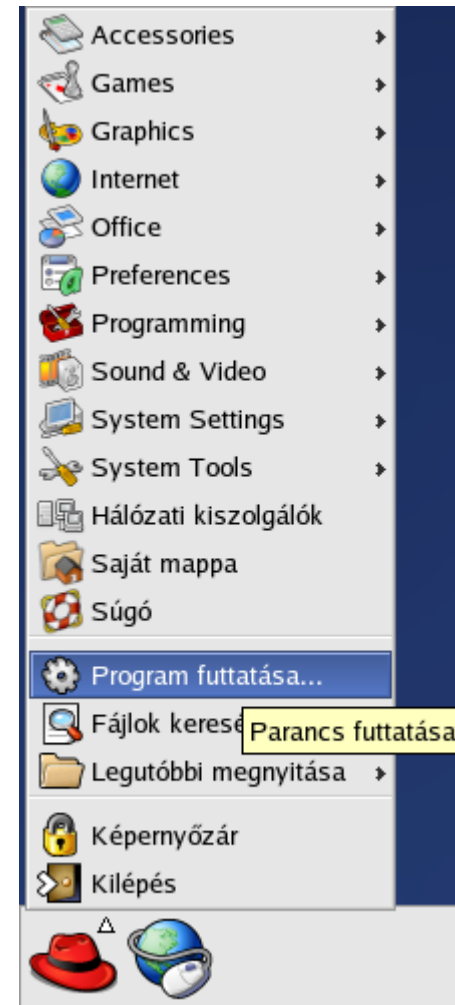 Accessories
Games
Graphics
Internet
Office
Preferences
Programming
Sound & Video
System Settings
System Tools
Hálózati kiszolgálók
Saját mappa
Súgó
Program futtatása...
Fájlok
Parancs futtatása
Legutóbbi megnyitása
Képernyőzár
Kilépés